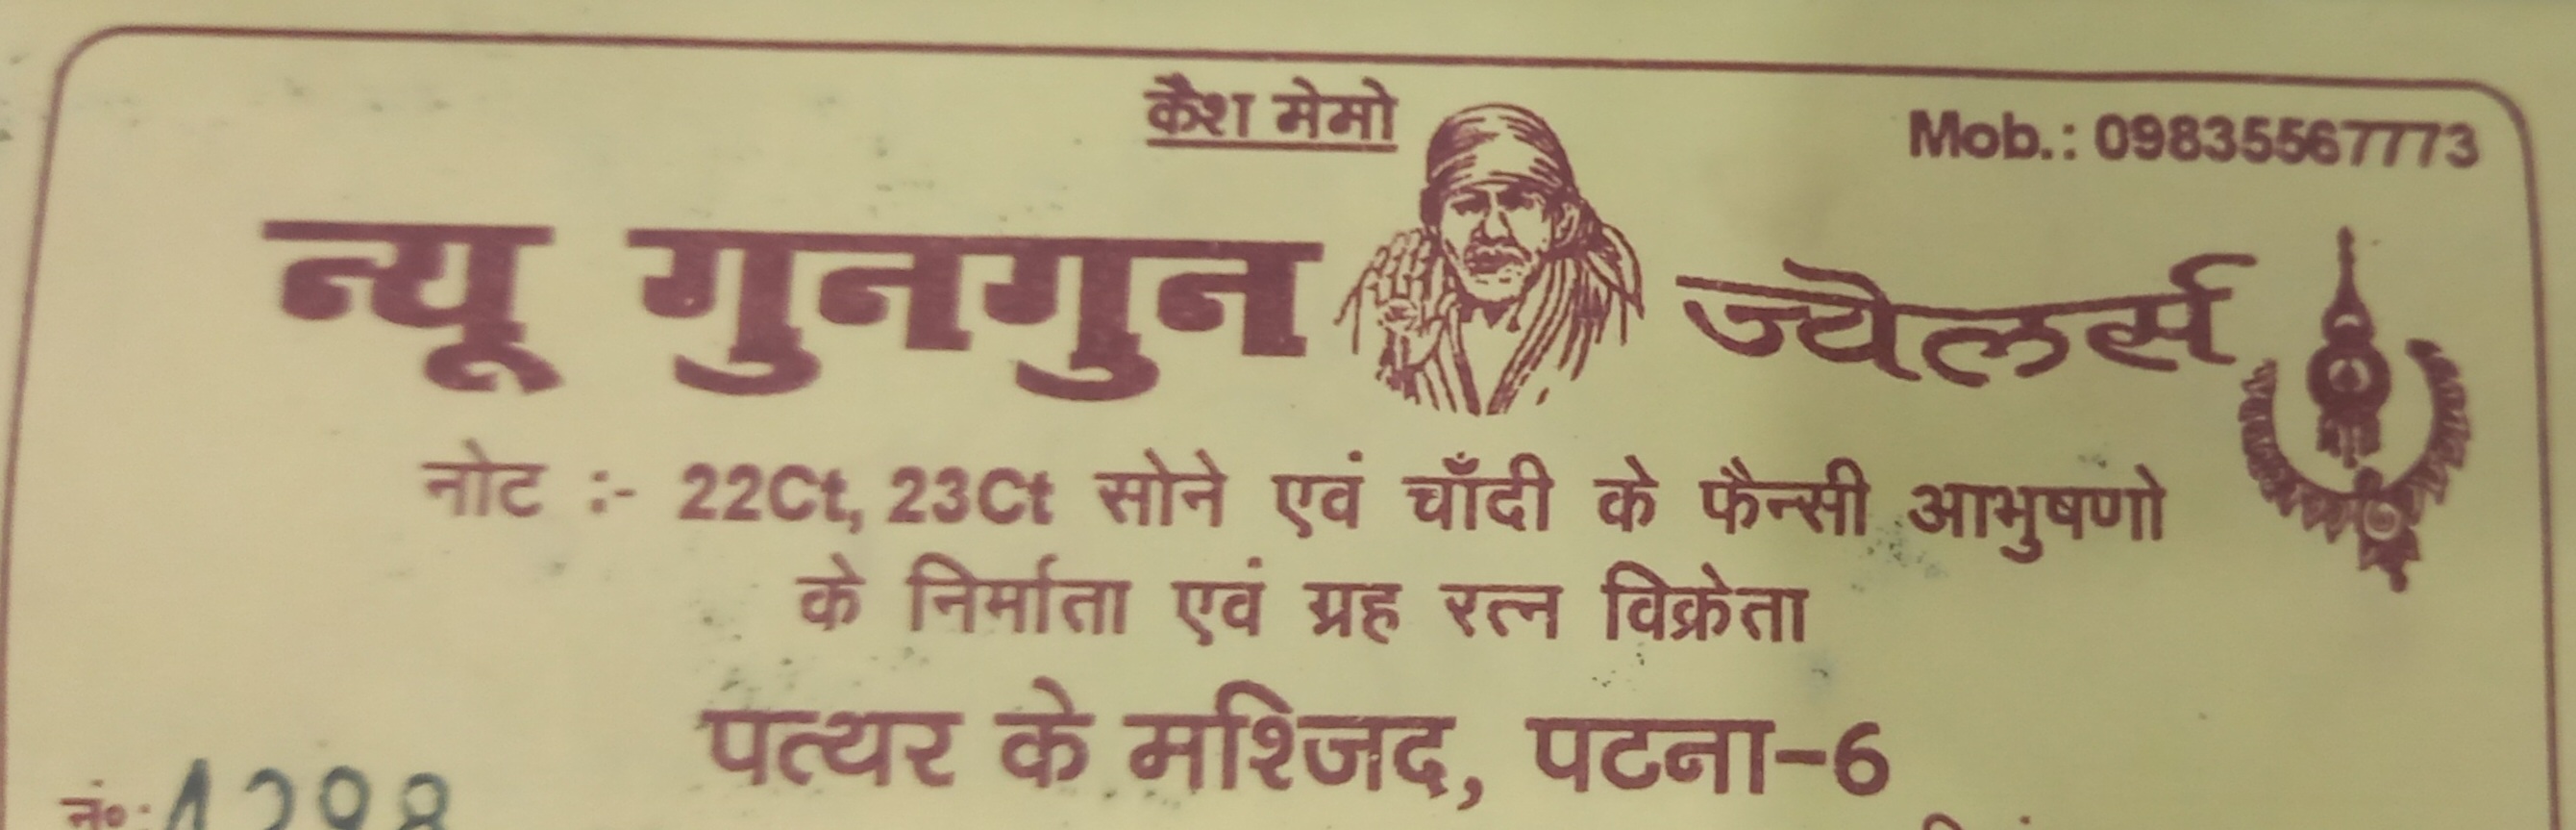 कैश मेमो
Mob.: 09835567773
न्यू गुनगुन ज्येलर्स
नोट :- 22Ct, 23Ct सोने एवं चाँदी के फैन्सी आभुषणो
के निर्माता एवं ग्रह रत्न विक्रेता
पत्थर के मश्जिद, पटना-6
नं०: 1298